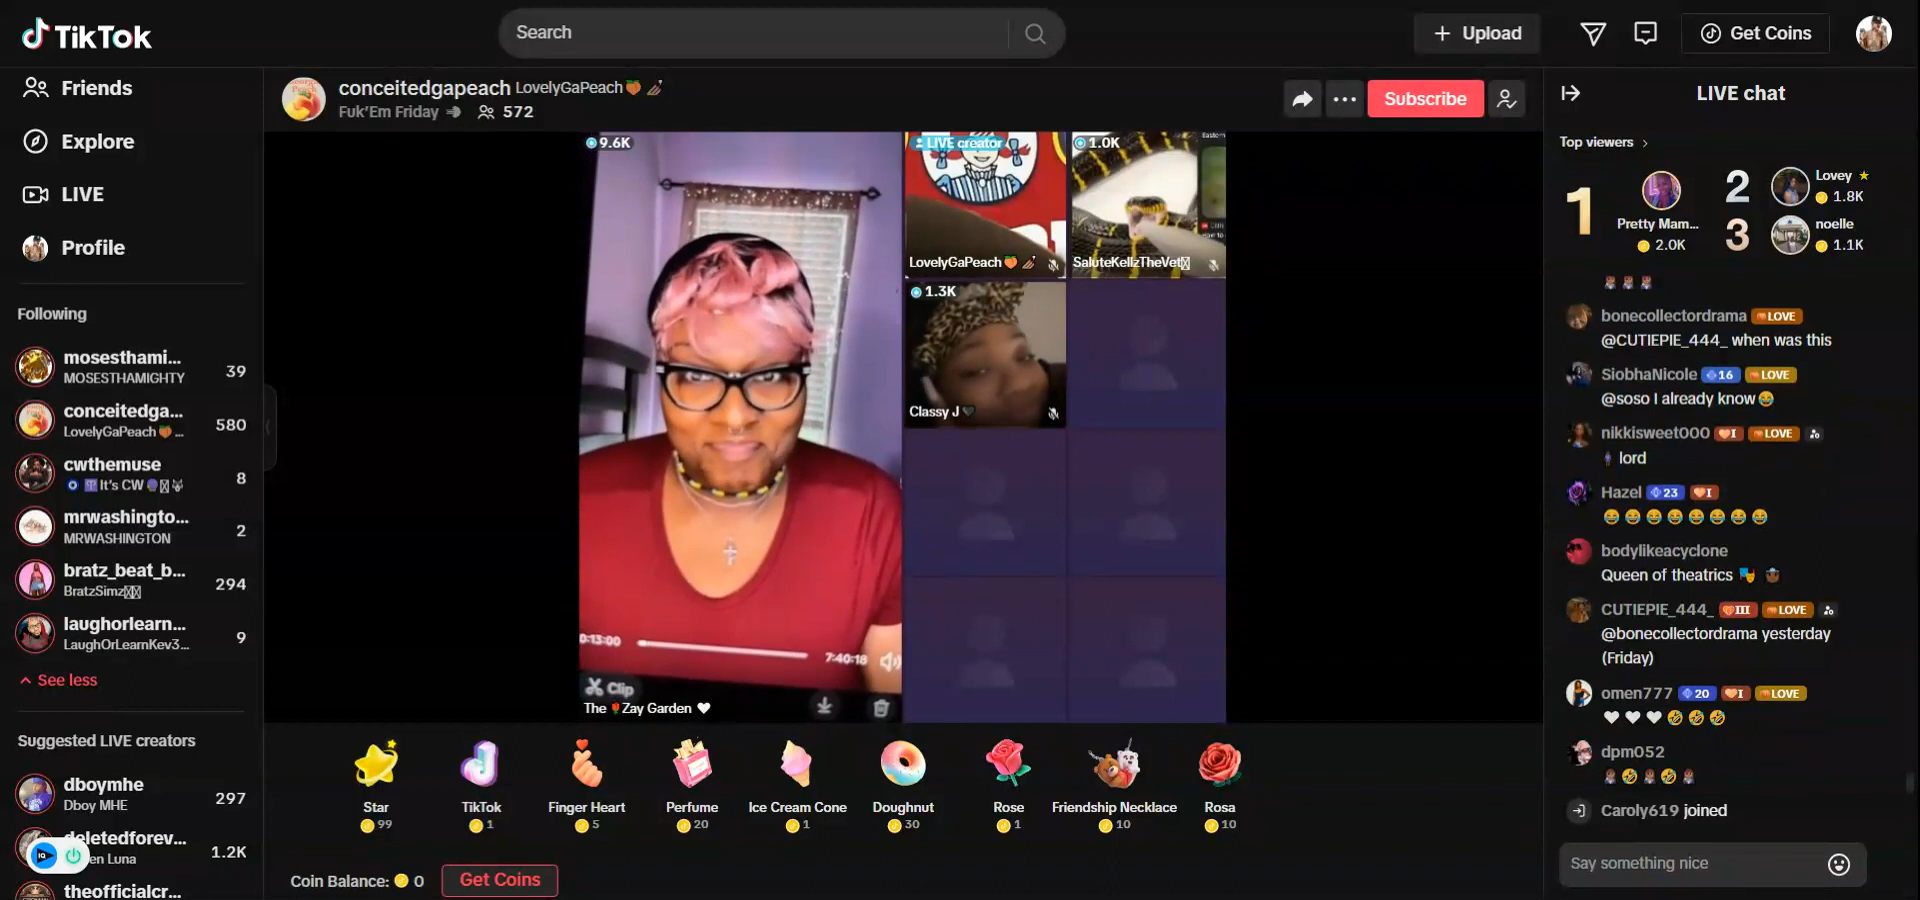 TikTok
Search
Upload
Get Coins
Friends
Explore
LIVE
Profile
Following
mosesthami...
MOSESTHAMIGHTY
39
conceitedga...
LovelyGaPeach🍑 ...
580
cwthemuse
It's CW
8
mrwashingto...
MRWASHINGTON
2
bratz_beat_b...
BratzSimz
294
laughorlearn...
LaughOrLearnKev3...
9
See less
Suggested LIVE creators
dboymhe
Dboy MHE
297
deletedforev...
en Luna
1.2K
theofficialcr...
conceitedgapeach LovelyGaPeach🍑💅🏾
Fuk'Em Friday 💨 572
Subscribe
9.6K
LIVE creator
LovelyGaPeach🍑💅🏾
1.0K
SaluteKellzTheVet
1.3K
Classy J🖤
0:13:00
7:40:18
Clip
The 🌹Zay Garden 🤍
Star
99
TikTok
1
Finger Heart
5
Perfume
20
Ice Cream Cone
1
Doughnut
30
Rose
1
Friendship Necklace
10
Rosa
10
Coin Balance: 0
Get Coins
LIVE chat
Top viewers
1
Pretty Mam...
2.0K
2
Lovey ⭐
1.8K
3
noelle
1.1K
bonecollectordrama LOVE
@CUTIEPIE_444_ when was this
SiobhaNicole 16 LOVE
@soso I already know😂
nikkisweet000 I LOVE
lord
Hazel 23 I
😂😂😂😂😂😂😂😂
bodylikeacyclone
Queen of theatrics 🎭
CUTIEPIE_444_ III LOVE
@bonecollectordrama yesterday
(Friday)
omen777 20 I LOVE
🤍🤍🤍🤣🤣🤣
dpm052
Caroly619 joined
Say something nice